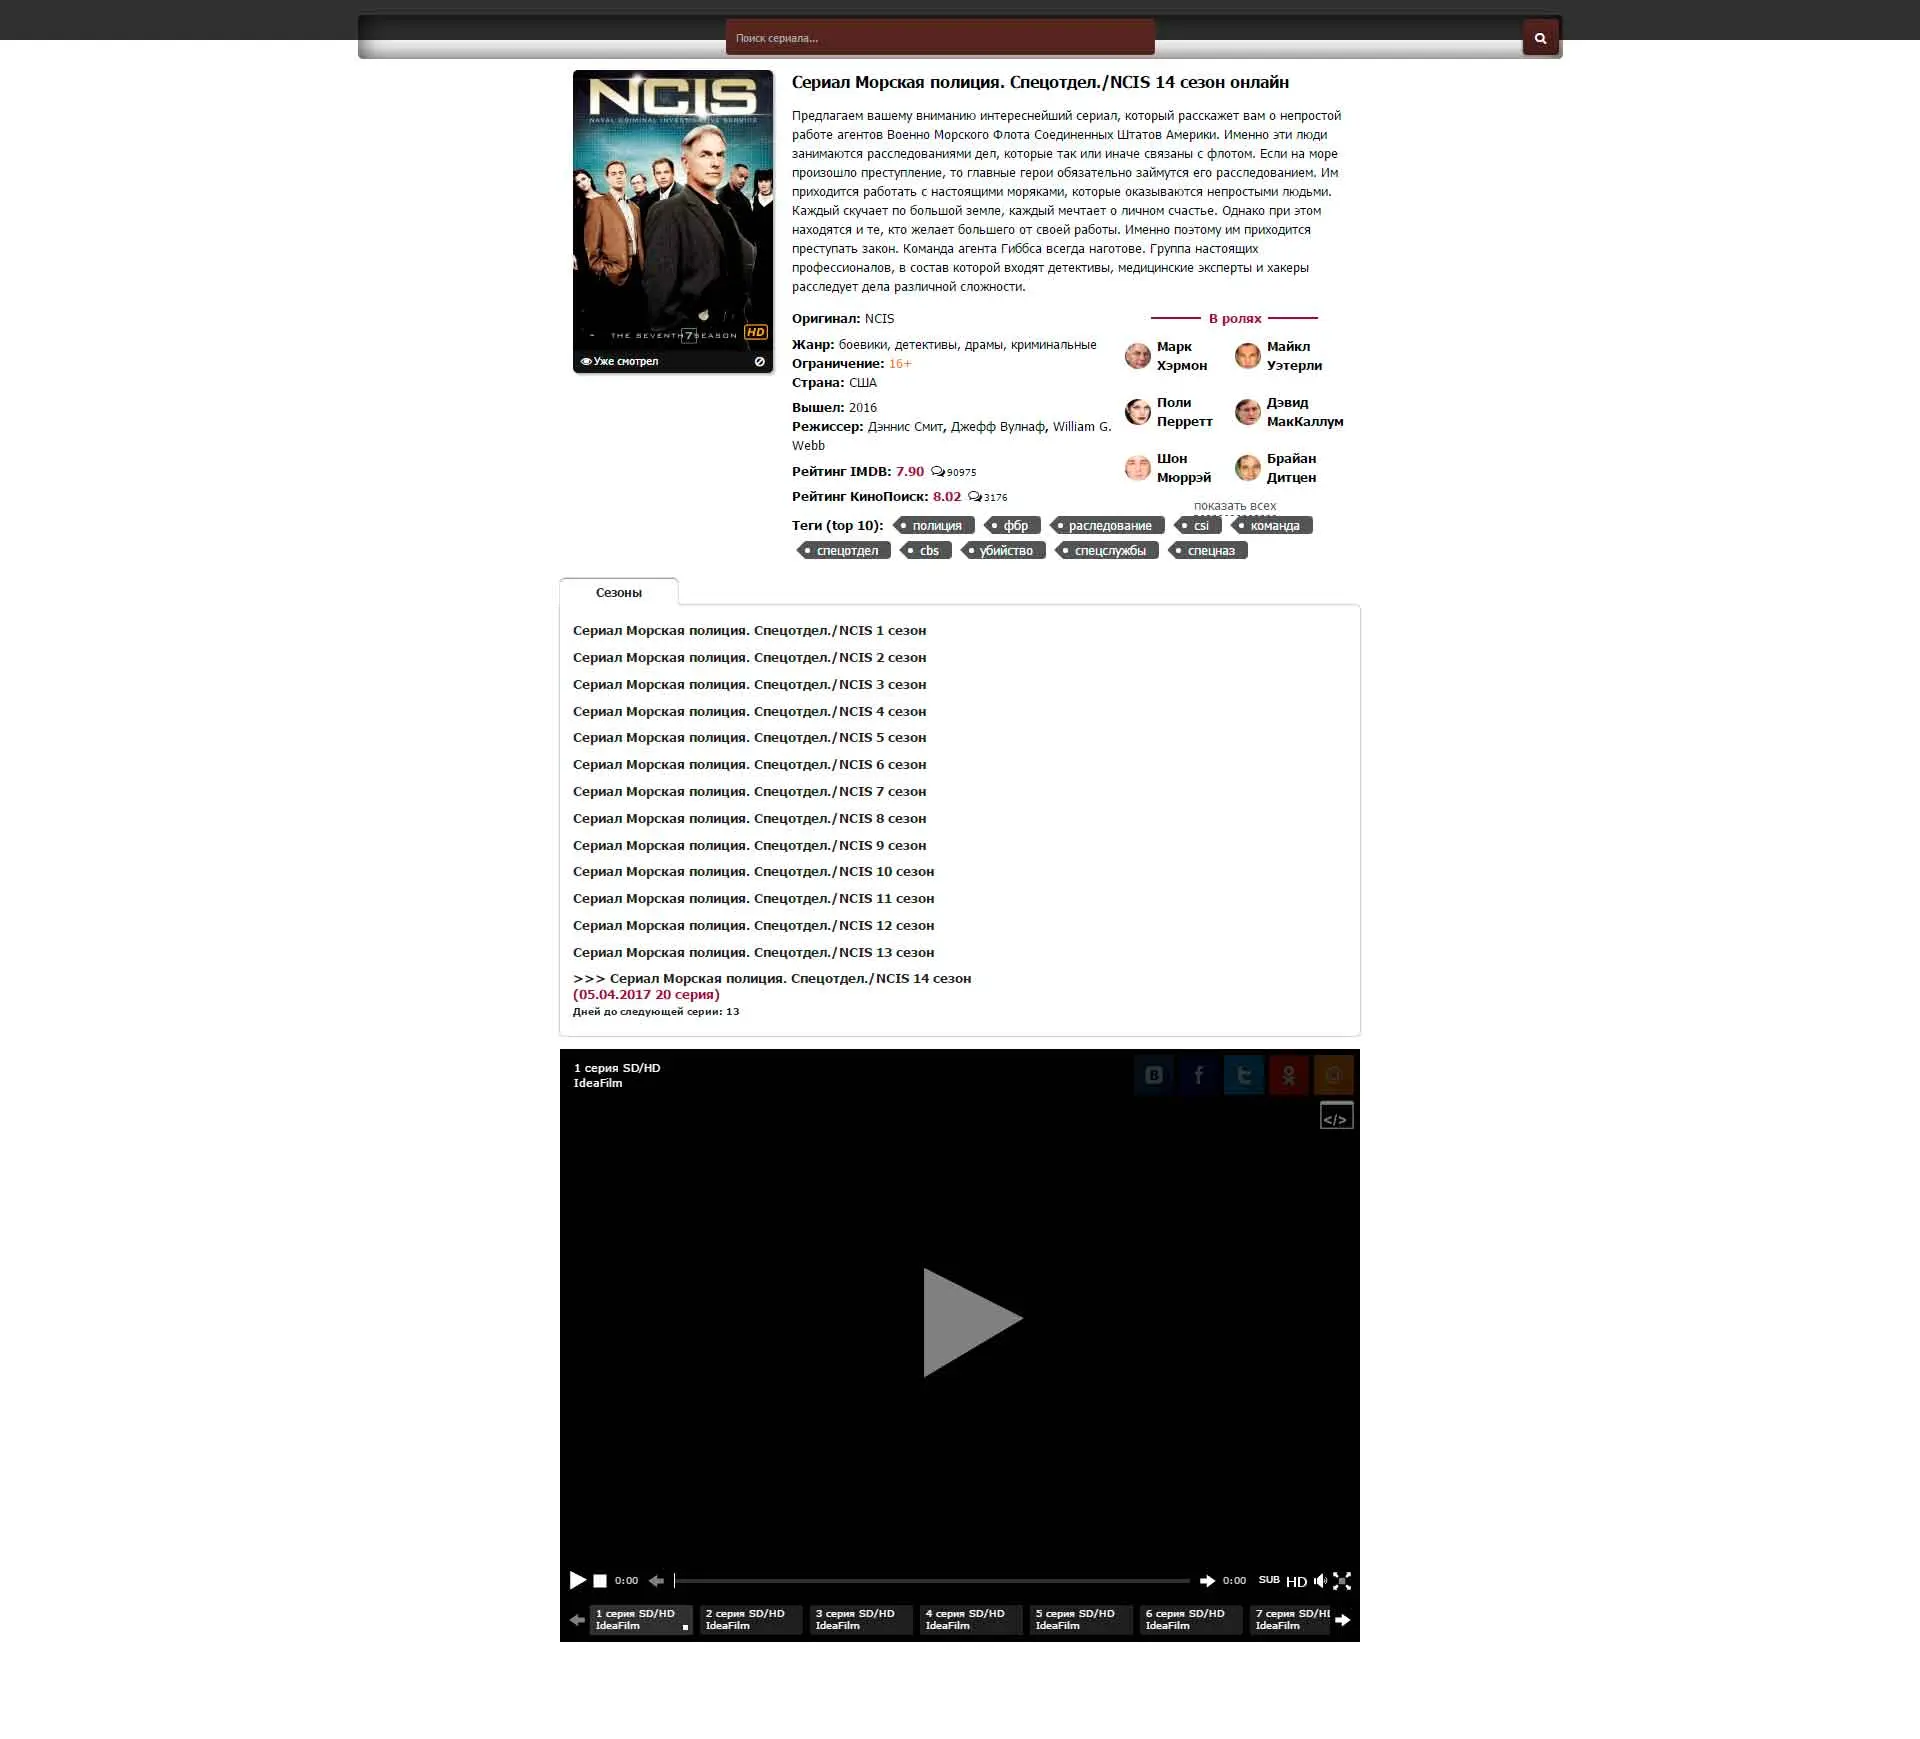 Поиск сериала...
NCIS
NAVAL CRIMINAL INVESTIGATIVE SERVICE
THE SEVENTH 7 SEASON
HD
Уже смотрел
Сериал Морская полиция. Спецотдел./NCIS 14 сезон онлайн
Предлагаем вашему вниманию интереснейший сериал, который расскажет вам о непростой
работе агентов Военно Морского Флота Соединенных Штатов Америки. Именно эти люди
занимаются расследованиями дел, которые так или иначе связаны с флотом. Если на море
произошло преступление, то главные герои обязательно займутся его расследованием. Им
приходится работать с настоящими моряками, которые оказываются непростыми людьми.
Каждый скучает по большой земле, каждый мечтает о личном счастье. Однако при этом
находятся и те, кто желает большего от своей работы. Именно поэтому им приходится
преступать закон. Команда агента Гиббса всегда наготове. Группа настоящих
профессионалов, в состав которой входят детективы, медицинские эксперты и хакеры
расследует дела различной сложности.
Оригинал: NCIS
Жанр: боевики, детективы, драмы, криминальные
Ограничение: 16+
Страна: США
Вышел: 2016
Режиссер: Дэннис Смит, Джефф Вулнаф, William G.
Webb
Рейтинг IMDB: 7.90 90975
Рейтинг КиноПоиск: 8.02 3176
В ролях
Марк
Хэрмон
Майкл
Уэтерли
Поли
Перретт
Дэвид
МакКаллум
Шон
Мюррэй
Брайан
Дитцен
показать всех
Теги (top 10): полиция фбр раследование csi команда
спецотдел cbs убийство спецслужбы спецназ
Сезоны
Сериал Морская полиция. Спецотдел./NCIS 1 сезон
Сериал Морская полиция. Спецотдел./NCIS 2 сезон
Сериал Морская полиция. Спецотдел./NCIS 3 сезон
Сериал Морская полиция. Спецотдел./NCIS 4 сезон
Сериал Морская полиция. Спецотдел./NCIS 5 сезон
Сериал Морская полиция. Спецотдел./NCIS 6 сезон
Сериал Морская полиция. Спецотдел./NCIS 7 сезон
Сериал Морская полиция. Спецотдел./NCIS 8 сезон
Сериал Морская полиция. Спецотдел./NCIS 9 сезон
Сериал Морская полиция. Спецотдел./NCIS 10 сезон
Сериал Морская полиция. Спецотдел./NCIS 11 сезон
Сериал Морская полиция. Спецотдел./NCIS 12 сезон
Сериал Морская полиция. Спецотдел./NCIS 13 сезон
>>> Сериал Морская полиция. Спецотдел./NCIS 14 сезон
(05.04.2017 20 серия)
Дней до следующей серии: 13
1 серия SD/HD
IdeaFilm
</>
0:00 0:00 SUB HD
1 серия SD/HD
IdeaFilm
2 серия SD/HD
IdeaFilm
3 серия SD/HD
IdeaFilm
4 серия SD/HD
IdeaFilm
5 серия SD/HD
IdeaFilm
6 серия SD/HD
IdeaFilm
7 серия SD/H
IdeaFilm